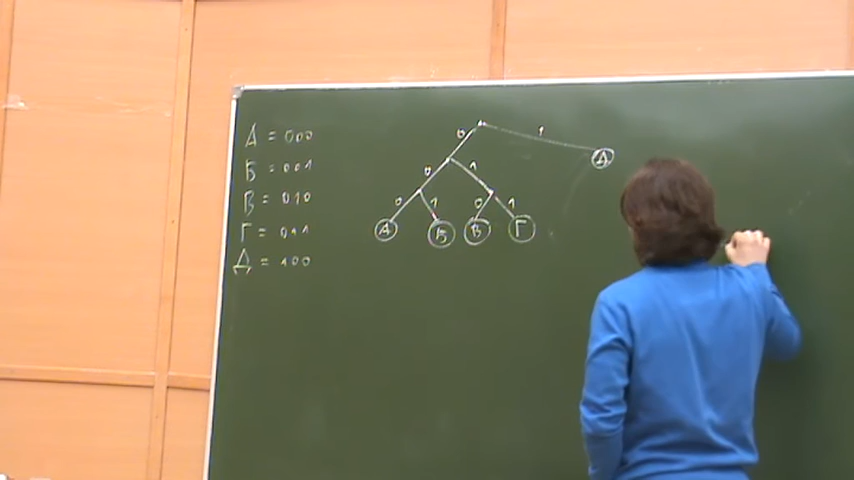 А = 000
Б = 001
В = 010
Г = 011
Д = 100
0 1
0 1
0 1 0 1
А Б В Г Д